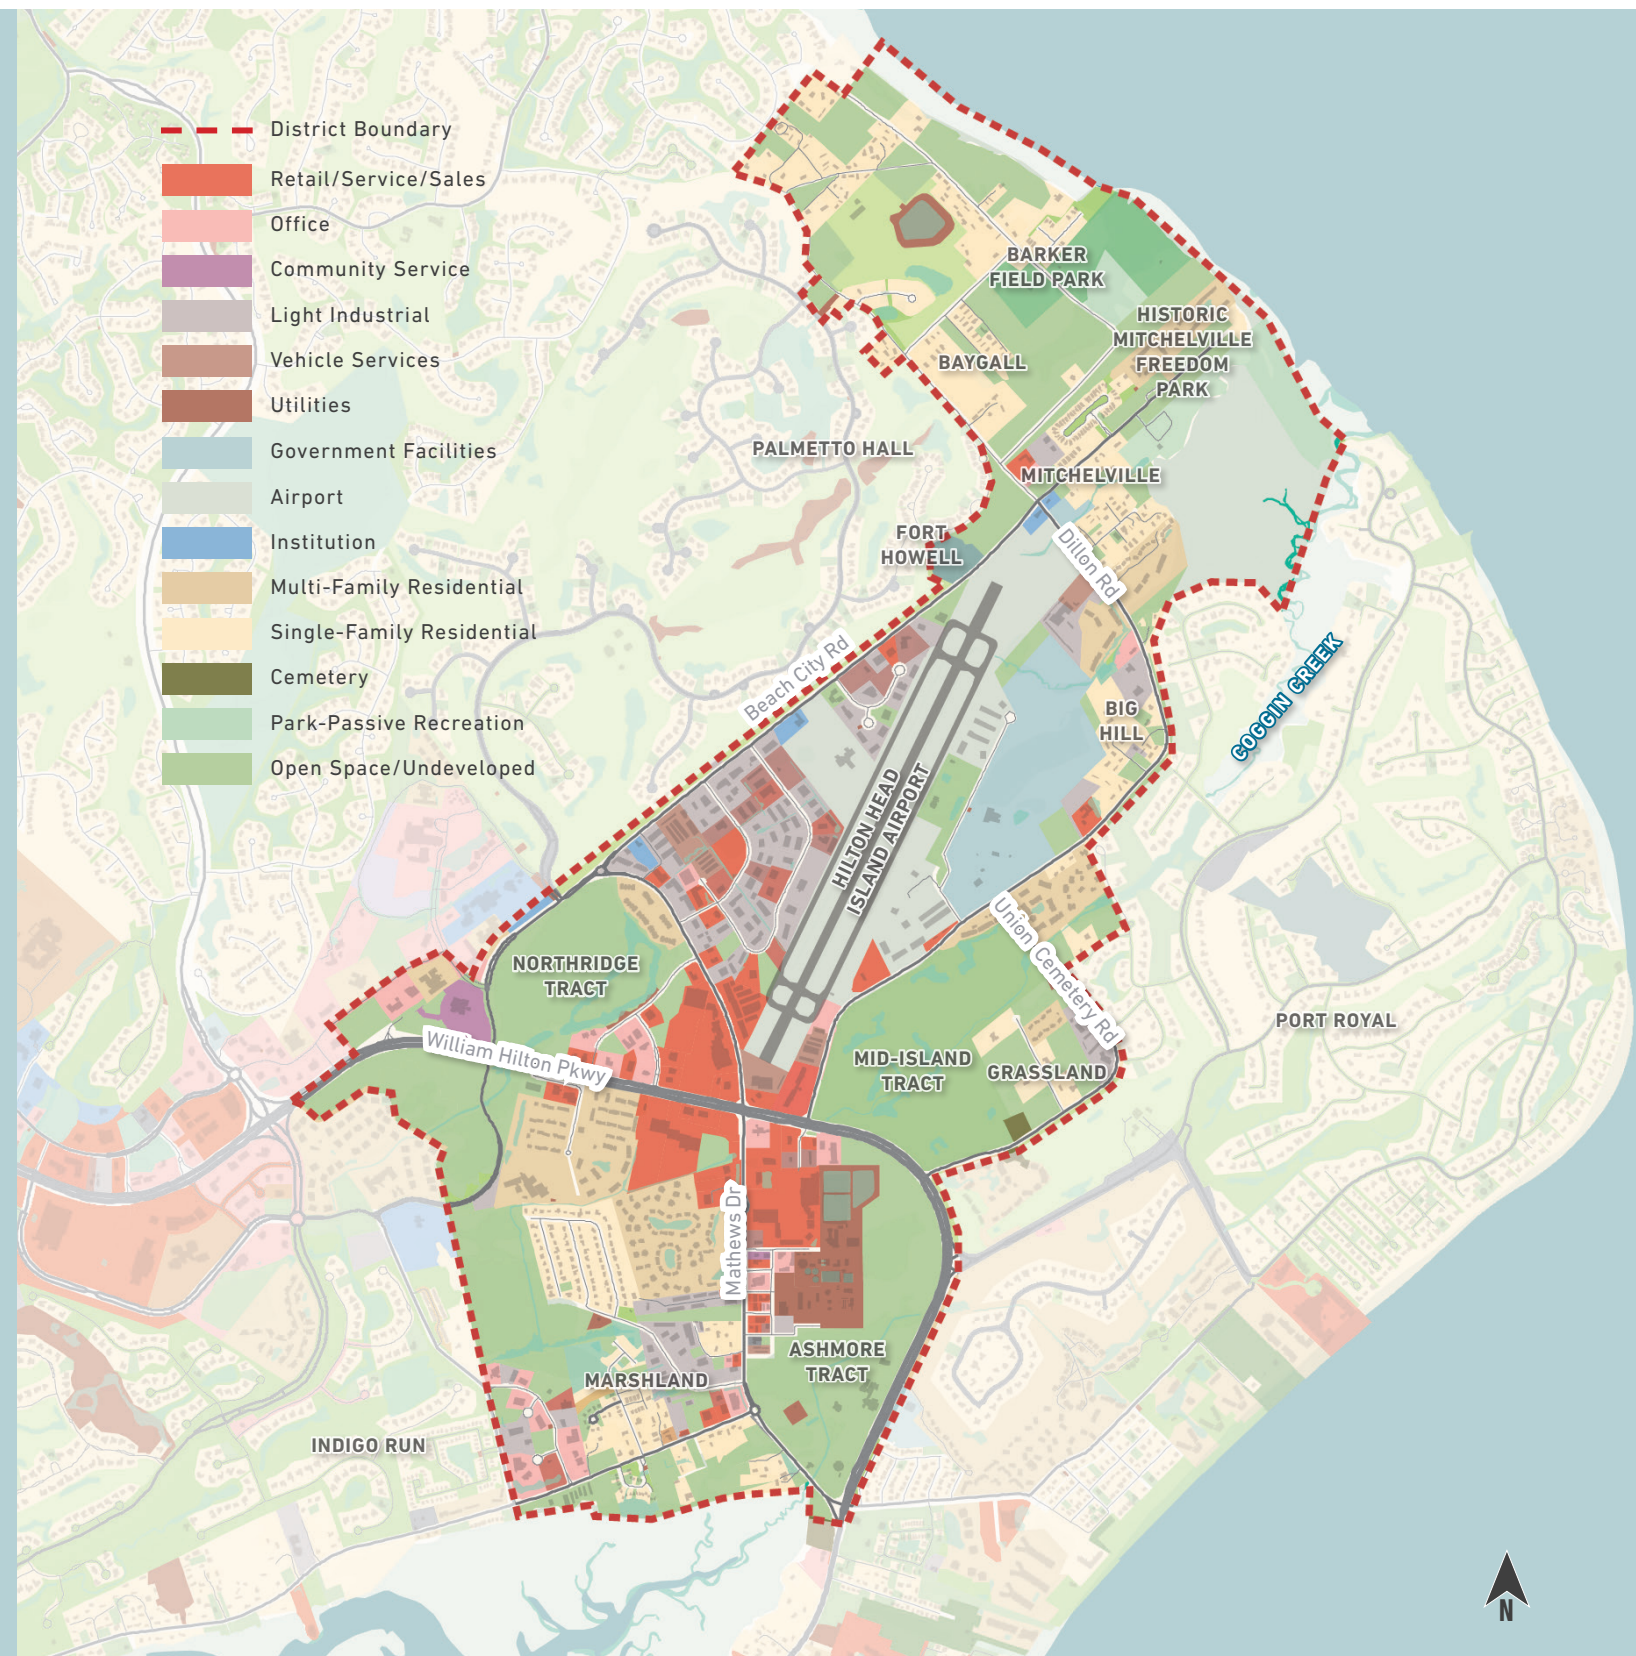 District Boundary
Retail/Service/Sales
Office
Community Service
Light Industrial
Vehicle Services
Utilities
Government Facilities
Airport
Institution
Multi-Family Residential
Single-Family Residential
Cemetery
Park-Passive Recreation
Open Space/Undeveloped
BARKER
FIELD PARK
HISTORIC
MITCHELVILLE
FREEDOM
PARK
BAYGALL
PALMETTO HALL
MITCHELVILLE
FORT
HOWELL
Dillon Rd
Beach City Rd
COGGIN CREEK
BIG
HILL
HILTON HEAD
ISLAND AIRPORT
Union Cemetery Rd
NORTHRIDGE
TRACT
PORT ROYAL
William Hilton Pkwy
MID-ISLAND
TRACT
GRASSLAND
Mathews Dr
ASHMORE
TRACT
MARSHLAND
INDIGO RUN
N